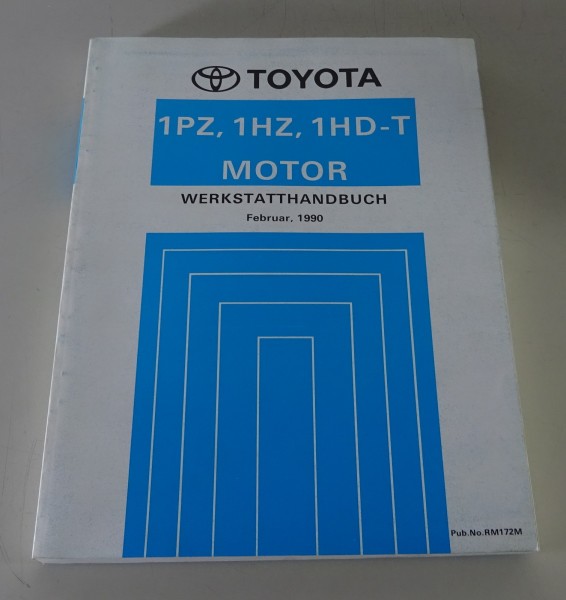 TOYOTA
1PZ, 1HZ, 1HD-T
MOTOR
WERKSTATTHANDBUCH
Februar, 1990
Pub.No.RM172M